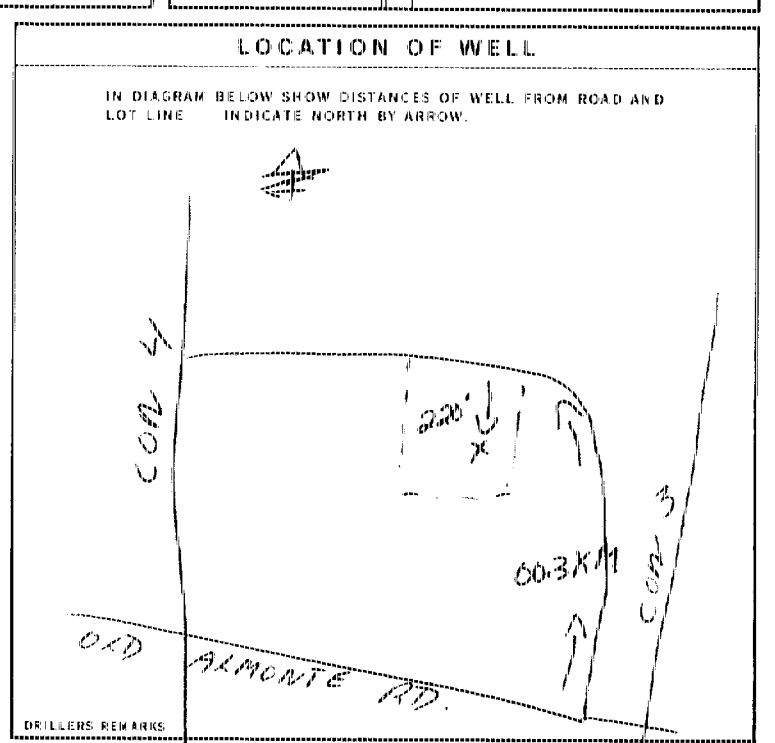 LOCATION OF WELL
IN DIAGRAM BELOW SHOW DISTANCES OF WELL FROM ROAD AND
LOT LINE INDICATE NORTH BY ARROW.
CON 4
220'
X
00.3 KM
CON 3
OLD ALMONTE RD.
DRILLERS REMARKS